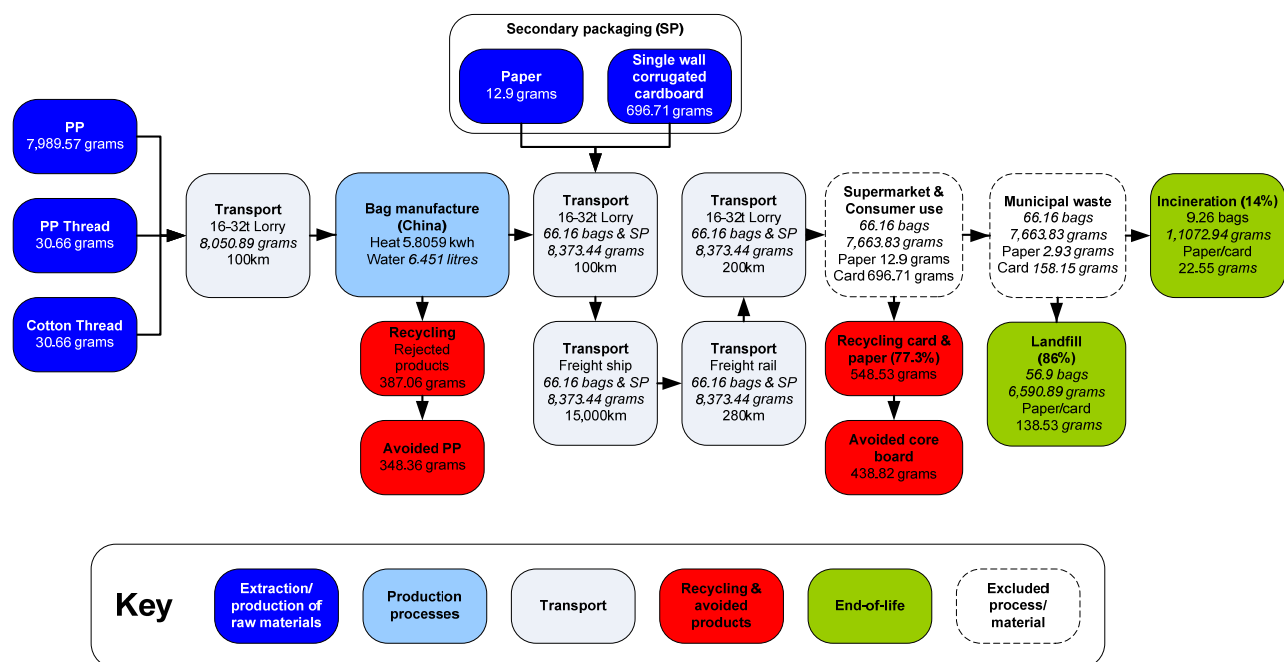 Secondary packaging (SP)
Paper
12.9 grams
Single wall
corrugated
cardboard
696.71 grams
PP
7,989.57 grams
PP Thread
30.66 grams
Cotton Thread
30.66 grams
Transport
16-32t Lorry
8,050.89 grams
100km
Bag manufacture
(China)
Heat 5.8059 kwh
Water 6.451 litres
Recycling
Rejected
products
387.06 grams
Avoided PP
348.36 grams
Transport
16-32t Lorry
66.16 bags & SP
8,373.44 grams
100km
Transport
Freight ship
66.16 bags & SP
8,373.44 grams
15,000km
Transport
16-32t Lorry
66.16 bags & SP
8,373.44 grams
200km
Transport
Freight rail
66.16 bags & SP
8,373.44 grams
280km
Supermarket &
Consumer use
66.16 bags
7,663.83 grams
Paper 12.9 grams
Card 696.71 grams
Recycling card &
paper (77.3%)
548.53 grams
Avoided core
board
438.82 grams
Municipal waste
66.16 bags
7,663.83 grams
Paper 2.93 grams
Card 158.15 grams
Landfill
(86%)
56.9 bags
6,590.89 grams
Paper/card
138.53 grams
Incineration (14%)
9.26 bags
1,1072.94 grams
Paper/card
22.55 grams
Key
Extraction/
production of
raw materials
Production
processes
Transport
Recycling &
avoided
products
End-of-life
Excluded
process/
material